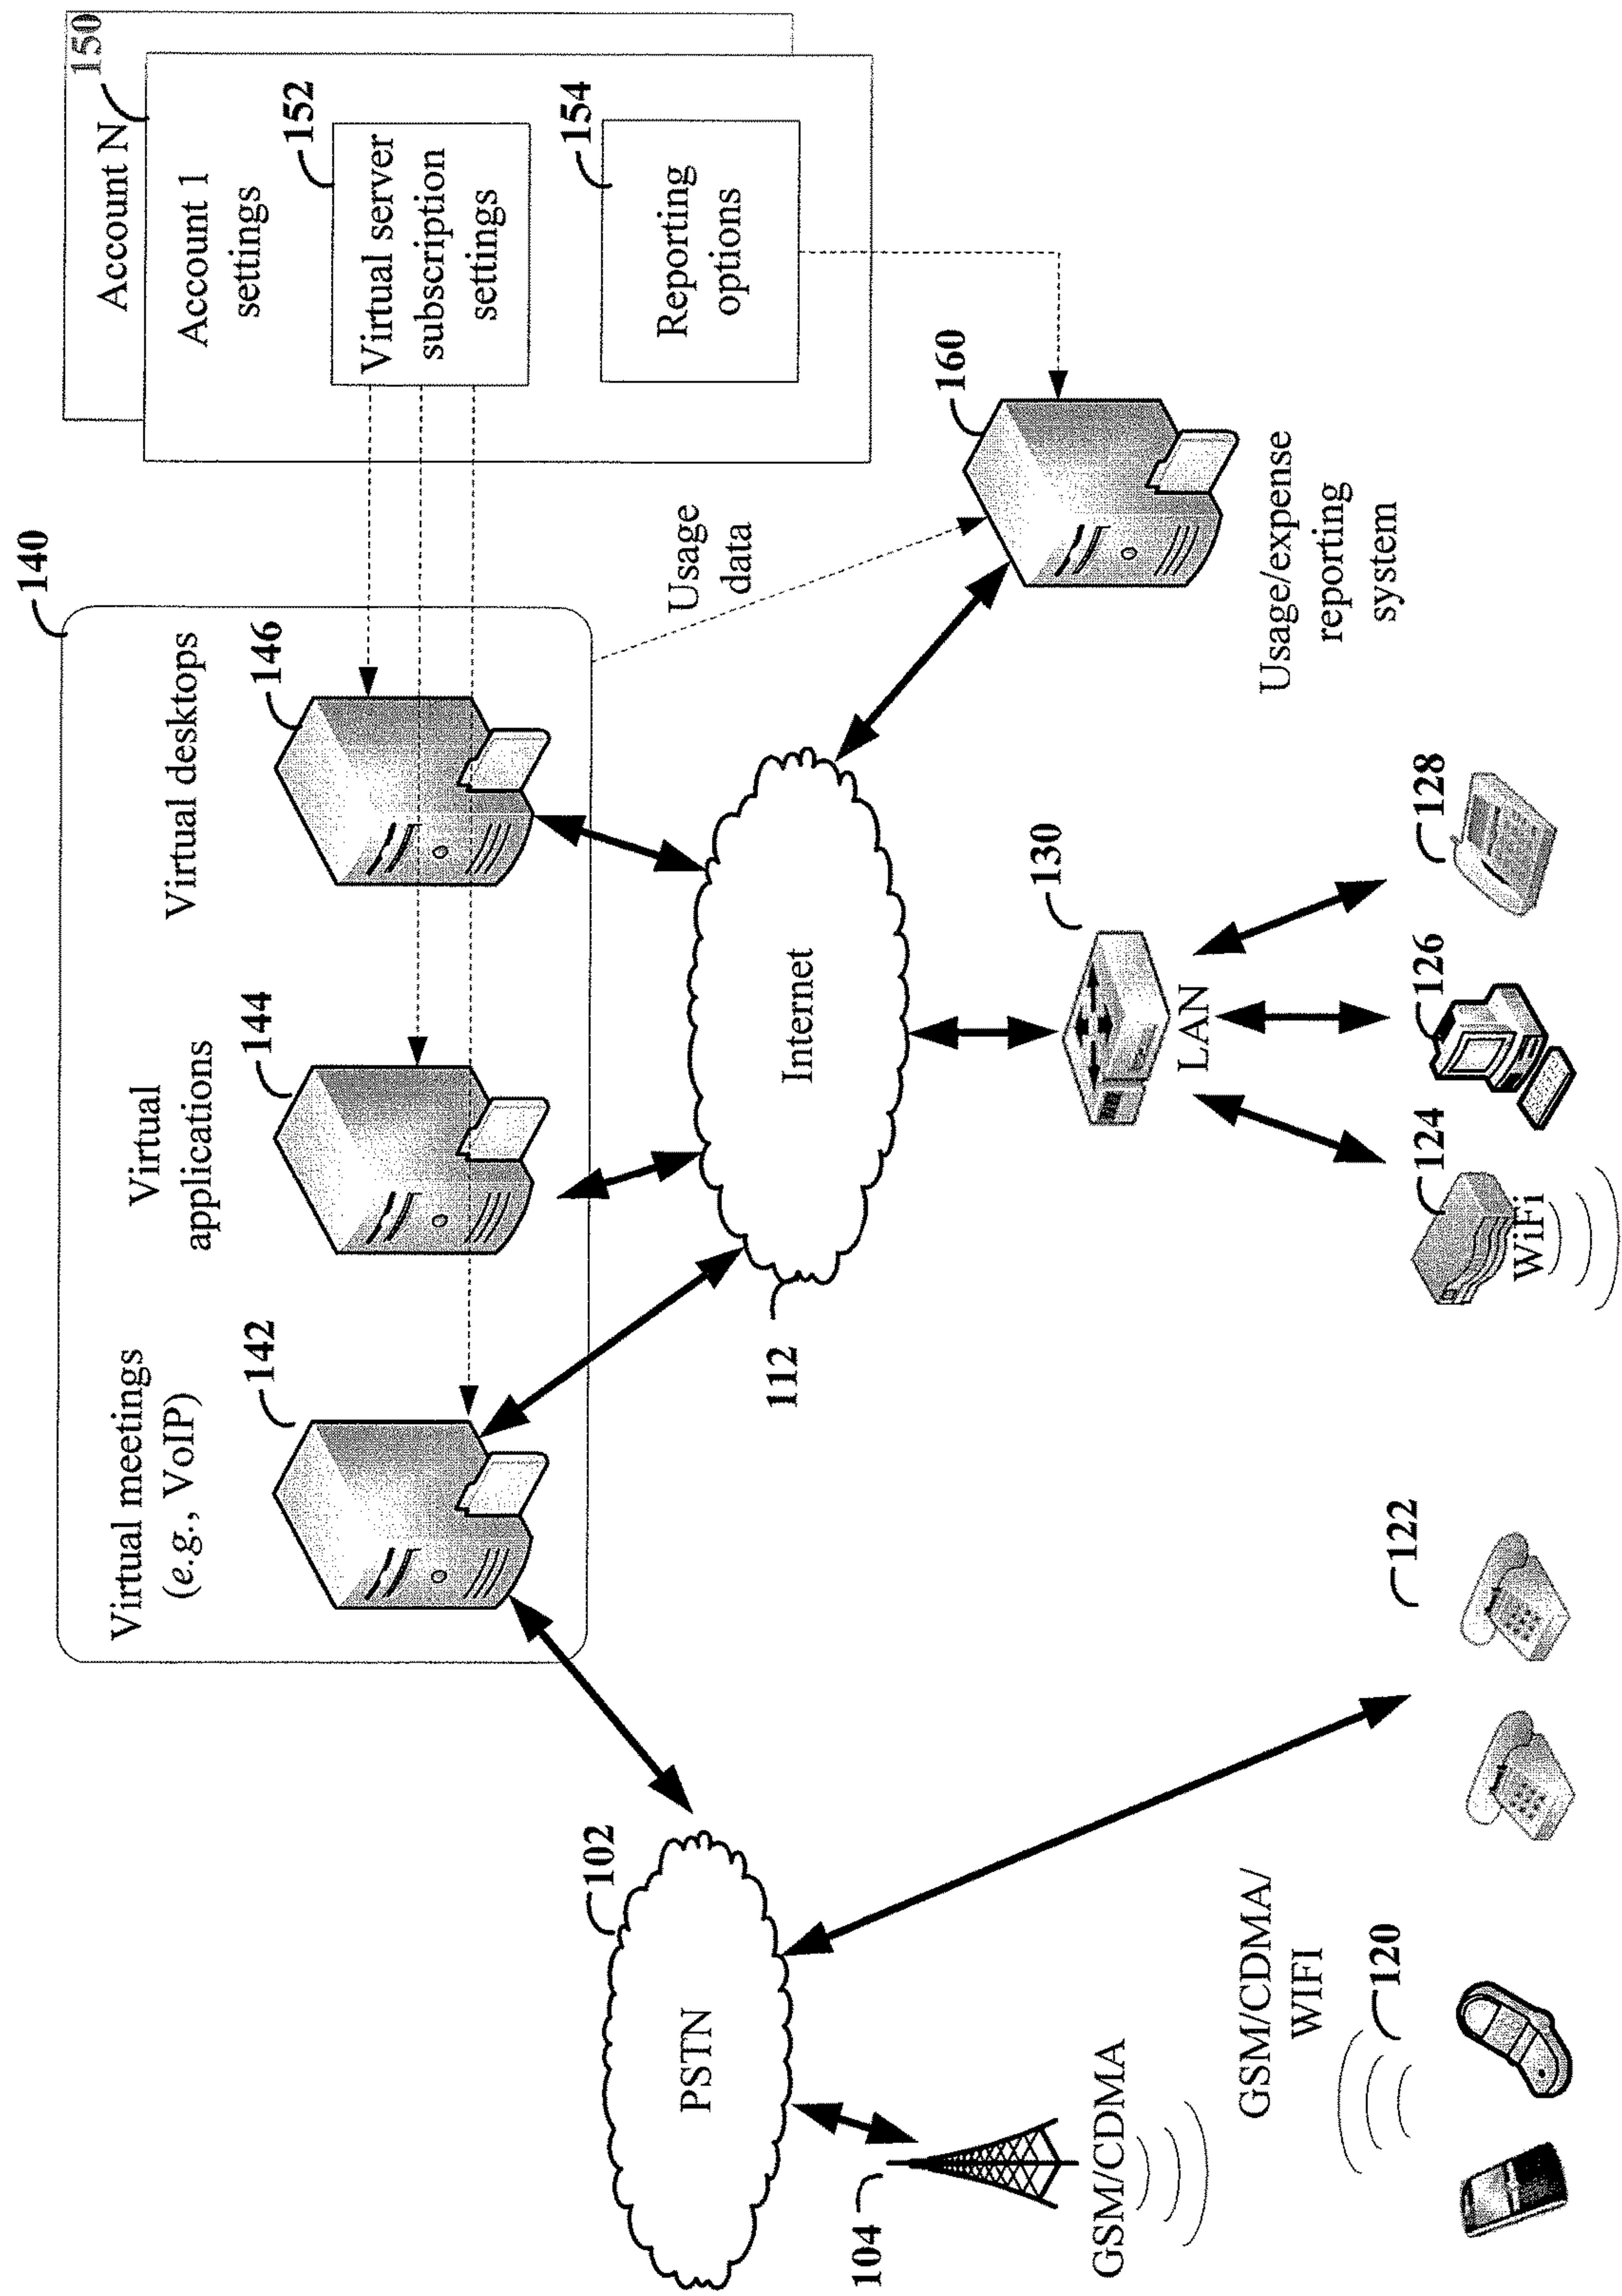 140
Virtual meetings
(e.g., VoIP)
142
Virtual
applications
144
Virtual desktops
146
Account N
150
Account 1
settings
152
Virtual server
subscription
settings
154
Reporting
options
Usage
data
160
Usage/expense
reporting
system
102
PSTN
112
Internet
104
GSM/CDMA
GSM/CDMA/
WIFI
120
122
130
LAN
124
WiFi
126
128